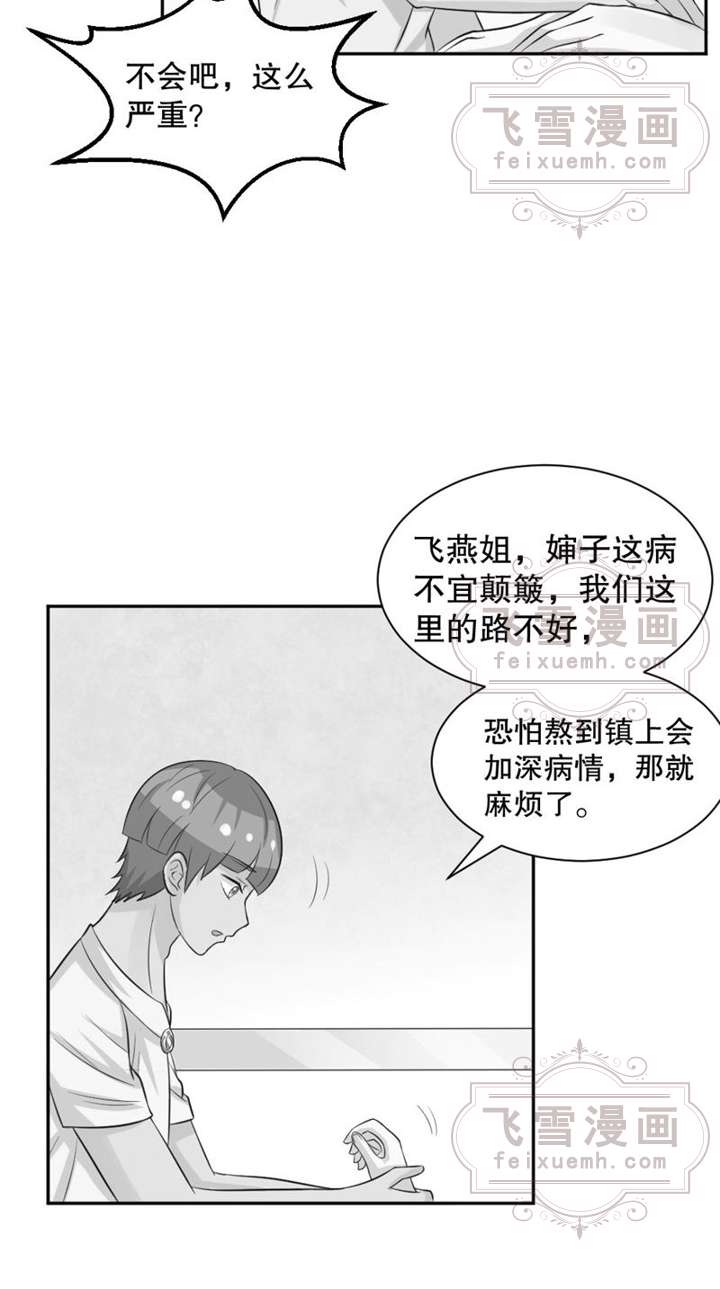 不会吧，这么
严重?
飞雪漫画
feixuemh.com
飞燕姐，婶子这病
不宜颠簸，我们这
里的路不好，
飞雪漫画
feixuemh.com
恐怕熬到镇上会
加深病情，那就
麻烦了。
飞雪漫画
feixuemh.com